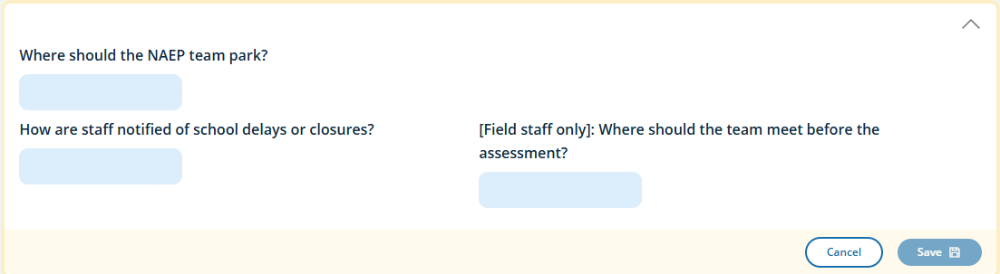 Where should the NAEP team park?
How are staff notified of school delays or closures?
[Field staff only]: Where should the team meet before the
assessment?
Cancel
Save